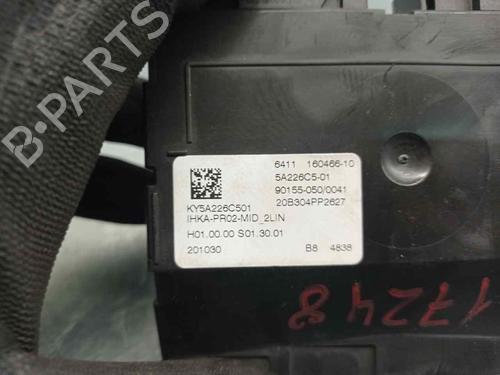 B-PARTS
6411 160466-10
5A226C5-01
90155-050/0041
KY5A226C501 20B304PP2627
IHKA-PR02-MID_2LIN
H01.00.00 S01.30.01
201030 B8 4838
17248